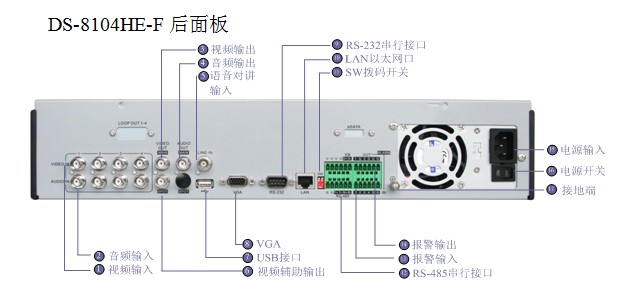 DS-8104HE-F 后面板
③ 视频输出
④ 音频输出
⑤ 语音对讲
输入
⑨ RS-232串行接口
⑩ LAN以太网口
⑪ SW拨码开关
LOOP OUT 1-4
VIDEO OUT
AUDIO OUT
LINE IN
eSATA
VIDEO IN
AUDIO IN
USB
VGA
RS-232
LAN
RS-485
⑮ 电源输入
⑯ 电源开关
⑰ 接地端
② 音频输入
① 视频输入
⑧ VGA
⑦ USB接口
⑥ 视频辅助输出
⑭ 报警输出
⑬ 报警输入
⑫ RS-485串行接口